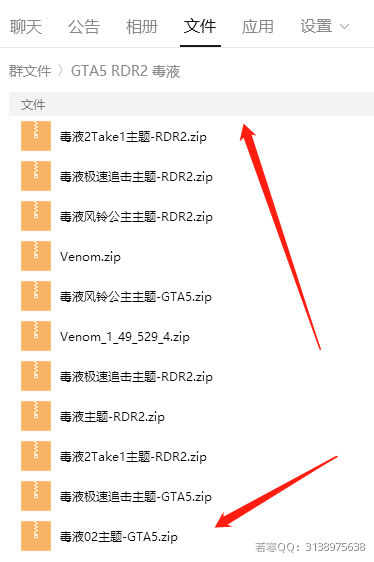 聊天 公告 相册 文件 应用 设置
群文件 〉GTA5 RDR2 毒液
文件
毒液2Take1主题-RDR2.zip
毒液极速追击主题-RDR2.zip
毒液风铃公主主题-RDR2.zip
Venom.zip
毒液风铃公主主题-GTA5.zip
Venom_1_49_529_4.zip
毒液极速追击主题-RDR2.zip
毒液主题-RDR2.zip
毒液2Take1主题-RDR2.zip
毒液极速追击主题-GTA5.zip
毒液02主题-GTA5.zip
若寒QQ：3138975638